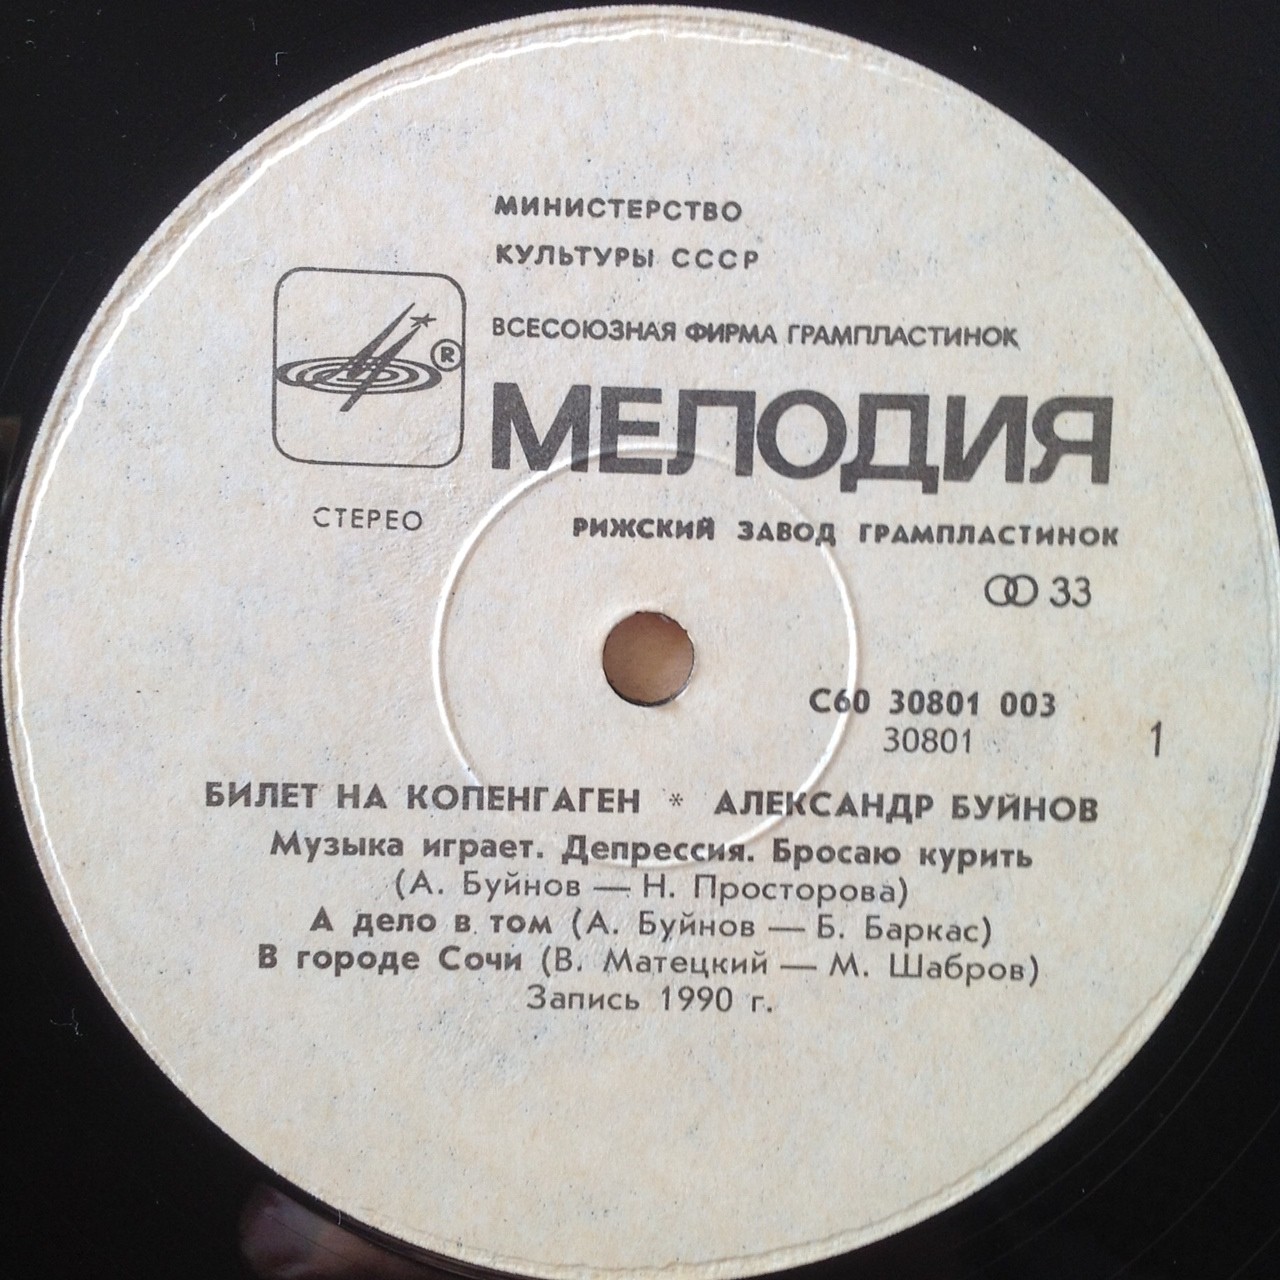 МИНИСТЕРСТВО
КУЛЬТУРЫ СССР
ВСЕСОЮЗНАЯ ФИРМА ГРАМПЛАСТИНОК
®
МЕЛОДИЯ
СТЕРЕО
РИЖСКИЙ ЗАВОД ГРАМПЛАСТИНОК
33
С60 30801 003
30801
1
БИЛЕТ НА КОПЕНГАГЕН * АЛЕКСАНДР БУЙНОВ
Музыка играет. Депрессия. Бросаю курить
(А. Буйнов — Н. Просторова)
А дело в том (А. Буйнов — Б. Баркас)
В городе Сочи (В. Матецкий — М. Шабров)
Запись 1990 г.